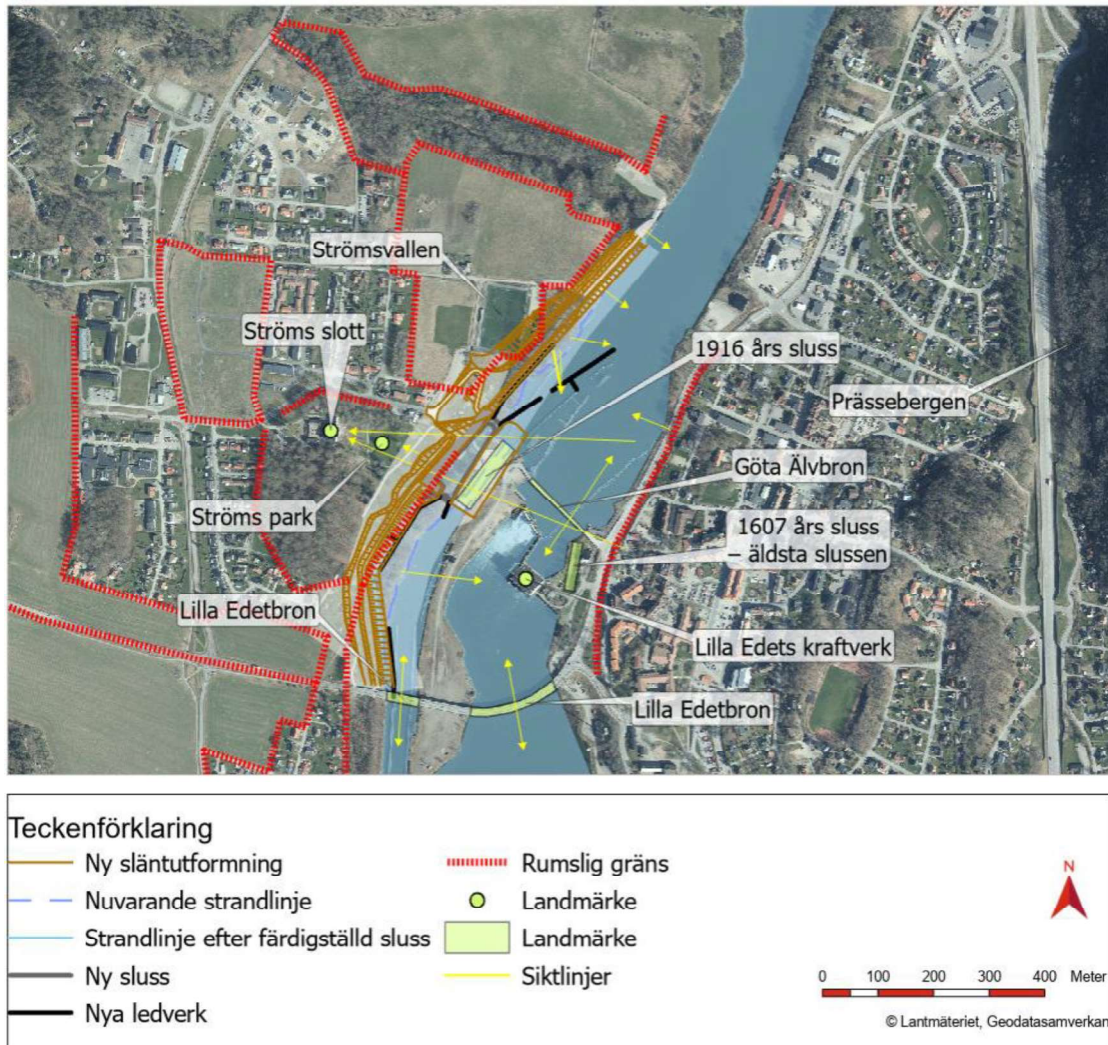 Strömsvallen
Ströms slott
1916 års sluss
Prässebergen
Göta Älvbron
Ströms park
1607 års sluss
– äldsta slussen
Lilla Edetbron
Lilla Edets kraftverk
Lilla Edetbron
Teckenförklaring
Ny släntutformning
Nuvarande strandlinje
Strandlinje efter färdigställd sluss
Ny sluss
Nya ledverk
Rumslig gräns
Landmärke
Landmärke
Siktlinjer
N
0 100 200 300 400 Meter
© Lantmäteriet, Geodatasamverkan